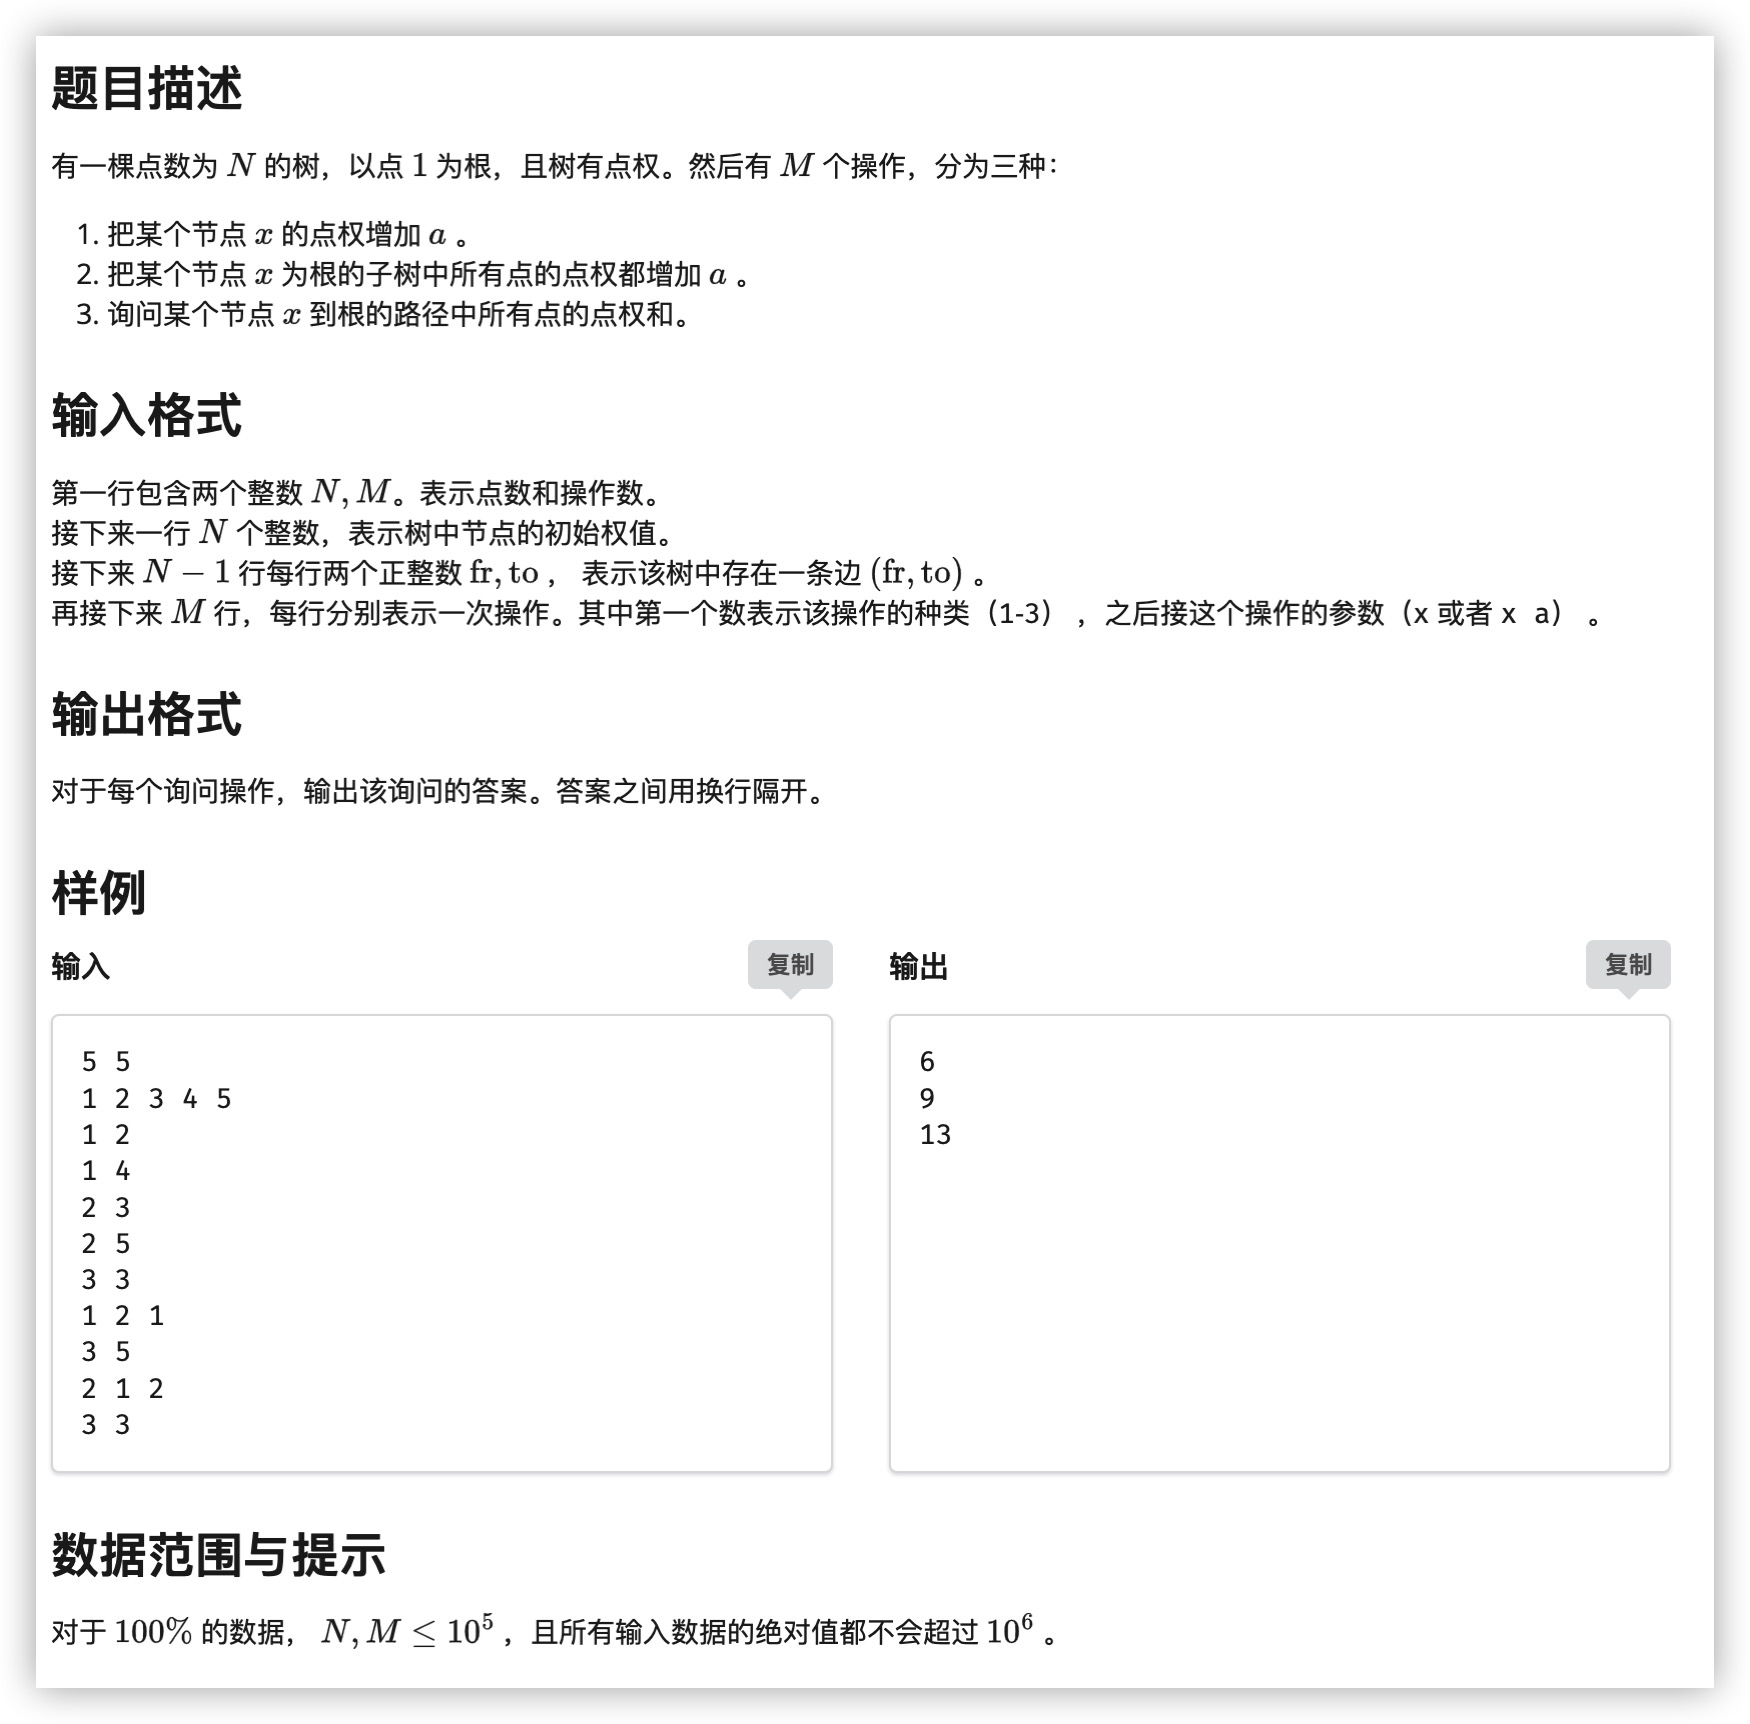 题目描述
有一棵点数为 N 的树，以点 1 为根，且树有点权。然后有 M 个操作，分为三种：
1. 把某个节点 x 的点权增加 a 。
2. 把某个节点 x 为根的子树中所有点的点权都增加 a 。
3. 询问某个节点 x 到根的路径中所有点的点权和。
输入格式
第一行包含两个整数 N, M。表示点数和操作数。
接下来一行 N 个整数，表示树中节点的初始权值。
接下来 N − 1 行每行两个正整数 fr, to ， 表示该树中存在一条边 (fr, to) 。
再接下来 M 行，每行分别表示一次操作。其中第一个数表示该操作的种类（1-3） ，之后接这个操作的参数（x 或者 x a） 。
输出格式
对于每个询问操作，输出该询问的答案。答案之间用换行隔开。
样例
输入
复制
5 5
1 2 3 4 5
1 2
1 4
2 3
2 5
3 3
1 2 1
3 5
2 1 2
3 3
输出
复制
6
9
13
数据范围与提示
对于 100% 的数据， N, M ≤ 10⁵ ，且所有输入数据的绝对值都不会超过 10⁶ 。